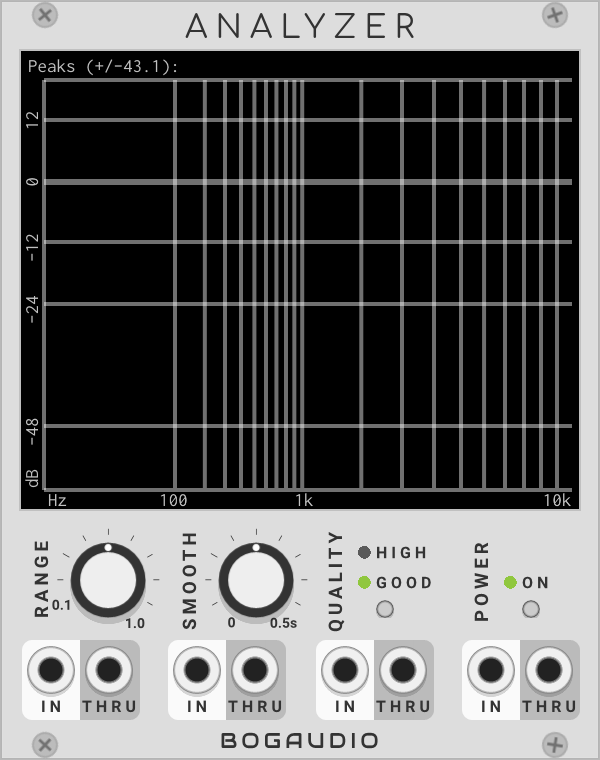 ANALYZER
Peaks (+/-43.1):
12
0
-12
-24
-48
dB
Hz 100 1k 10k
RANGE
0.1 1.0
SMOOTH
0 0.5s
QUALITY
HIGH
GOOD
POWER
ON
IN THRU IN THRU IN THRU IN THRU
BOGAUDIO